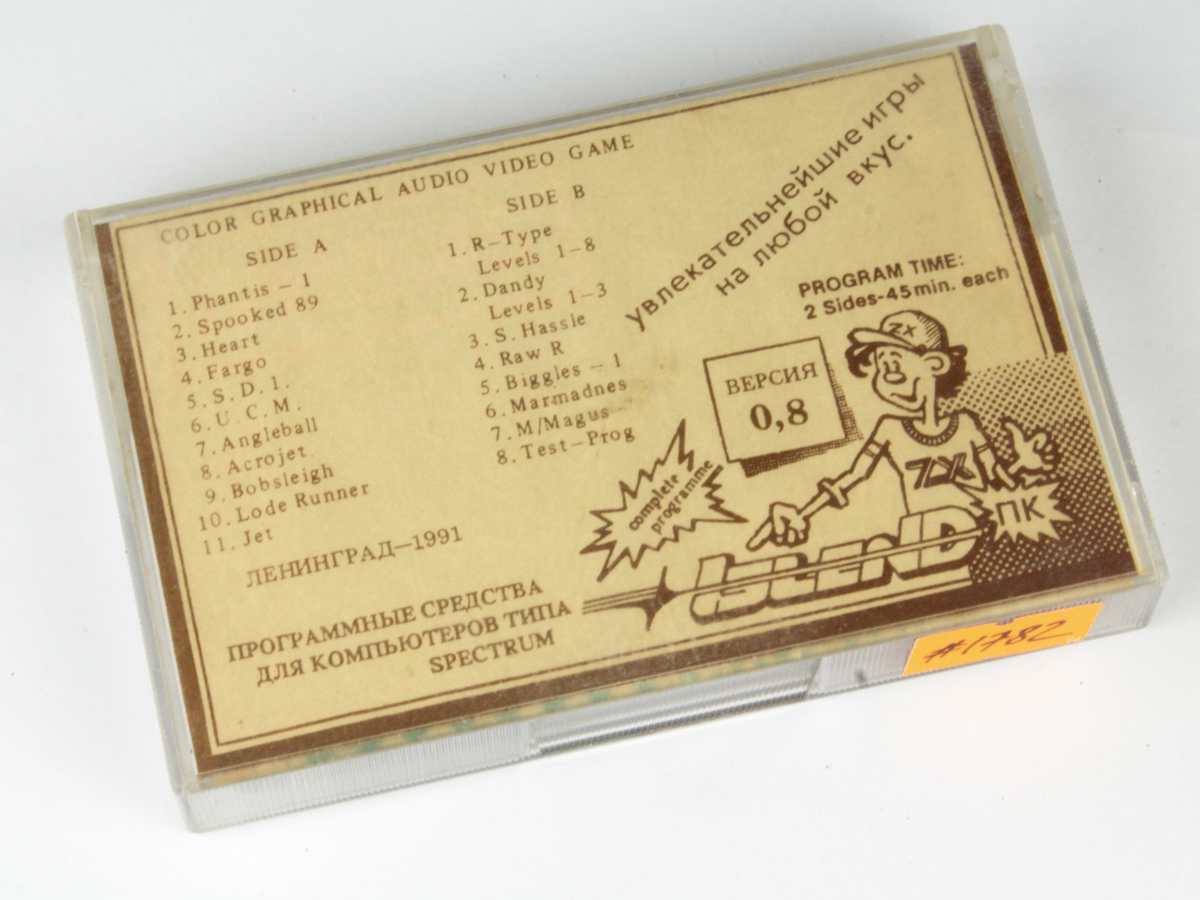 COLOR GRAPHICAL AUDIO VIDEO GAME
SIDE A
1. Phantis – 1
2. Spooked 89
3. Heart
4. Fargo
5. S. D. I.
6. U. C. M.
7. Angleball
8. Acrojet
9. Bobsleigh
10. Lode Runner
11. Jet
SIDE B
1. R–Type
Levels 1–8
2. Dandy
Levels 1–3
3. S. Hassle
4. Raw R
5. Biggles – 1
6. Marmadnes
7. M/Magus
8. Test–Prog
увлекательнейшие игры
на любой вкус.
PROGRAM TIME:
2 Sides-45min. each
ВЕРСИЯ
0,8
ZX
ZX
ПК
complete
programme
ЛЕНИНГРАД–1991
ПРОГРАММНЫЕ СРЕДСТВА
ДЛЯ КОМПЬЮТЕРОВ ТИПА
SPECTRUM
#1782